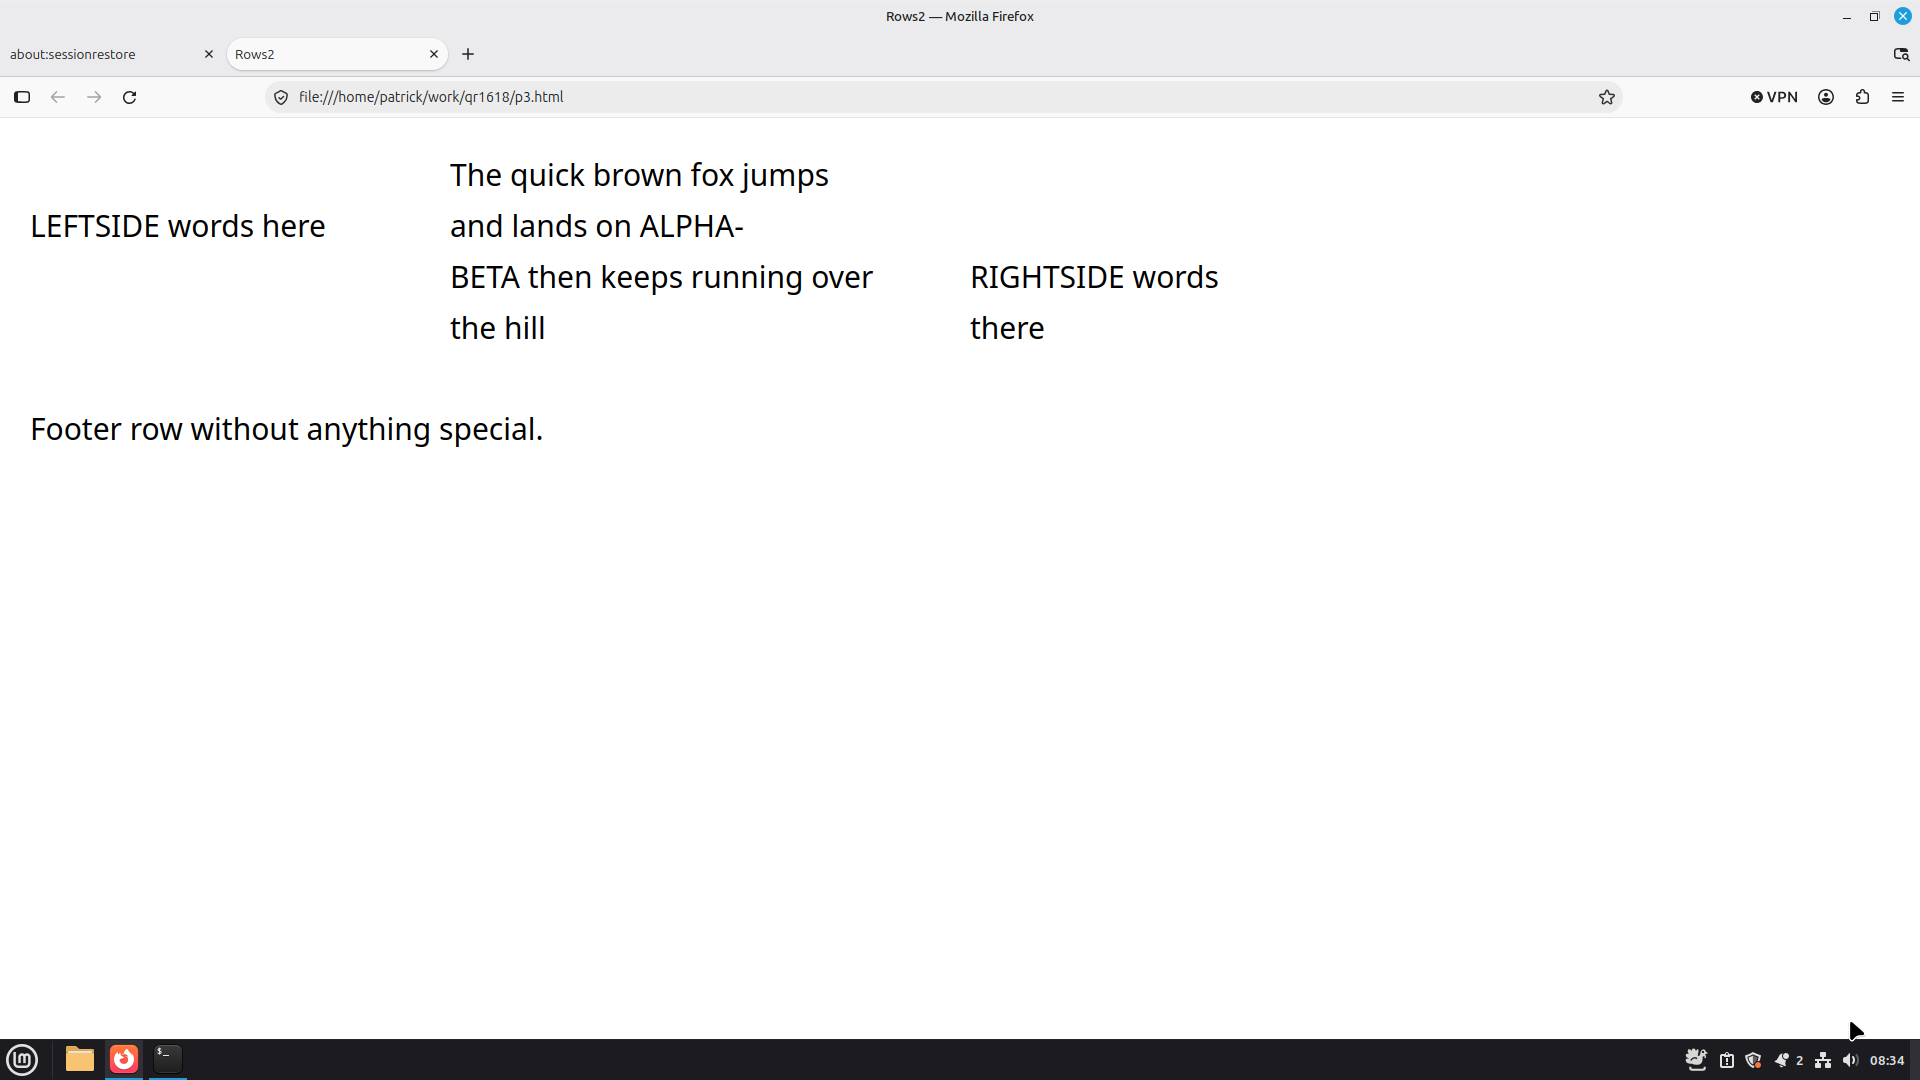 Rows2 — Mozilla Firefox
about:sessionrestore
Rows2
file:///home/patrick/work/qr1618/p3.html
VPN
LEFTSIDE words here
The quick brown fox jumps
and lands on ALPHA-
BETA then keeps running over
the hill
RIGHTSIDE words
there
Footer row without anything special.
2
08:34